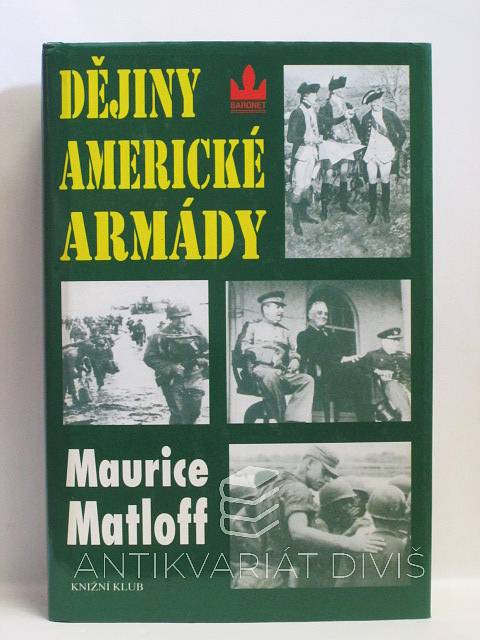 DĚJINY
BARONET
AMERICKÉ
ARMÁDY
Maurice
Matloff
ANTIKVARIÁT DIVIŠ
KNIŽNÍ KLUB